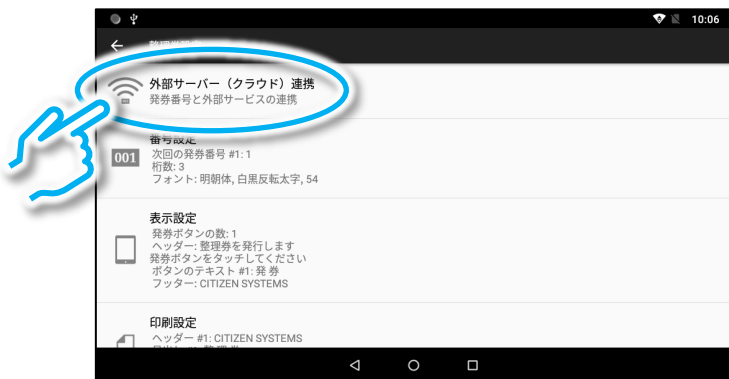 10:06
外部サーバー（クラウド）連携
発券番号と外部サービスの連携
番号設定
001
次回の発券番号 #1: 1
桁数: 3
フォント: 明朝体, 白黒反転太字, 54
表示設定
発券ボタンの数: 1
ヘッダー: 整理券を発行します
発券ボタンをタッチしてください
ボタンのテキスト #1: 発 券
フッター: CITIZEN SYSTEMS
印刷設定
ヘッダー #1: CITIZEN SYSTEMS